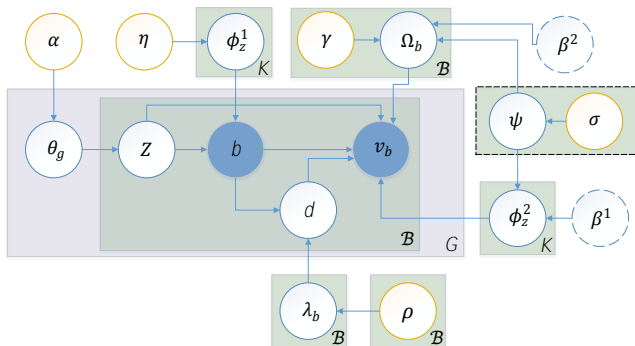 α η ϕ_z^1 K γ Ω_b ℬ β^2
ψ σ
θ_g Z b v_b
d ℬ G ϕ_z^2 K β^1
λ_b ℬ ρ ℬ